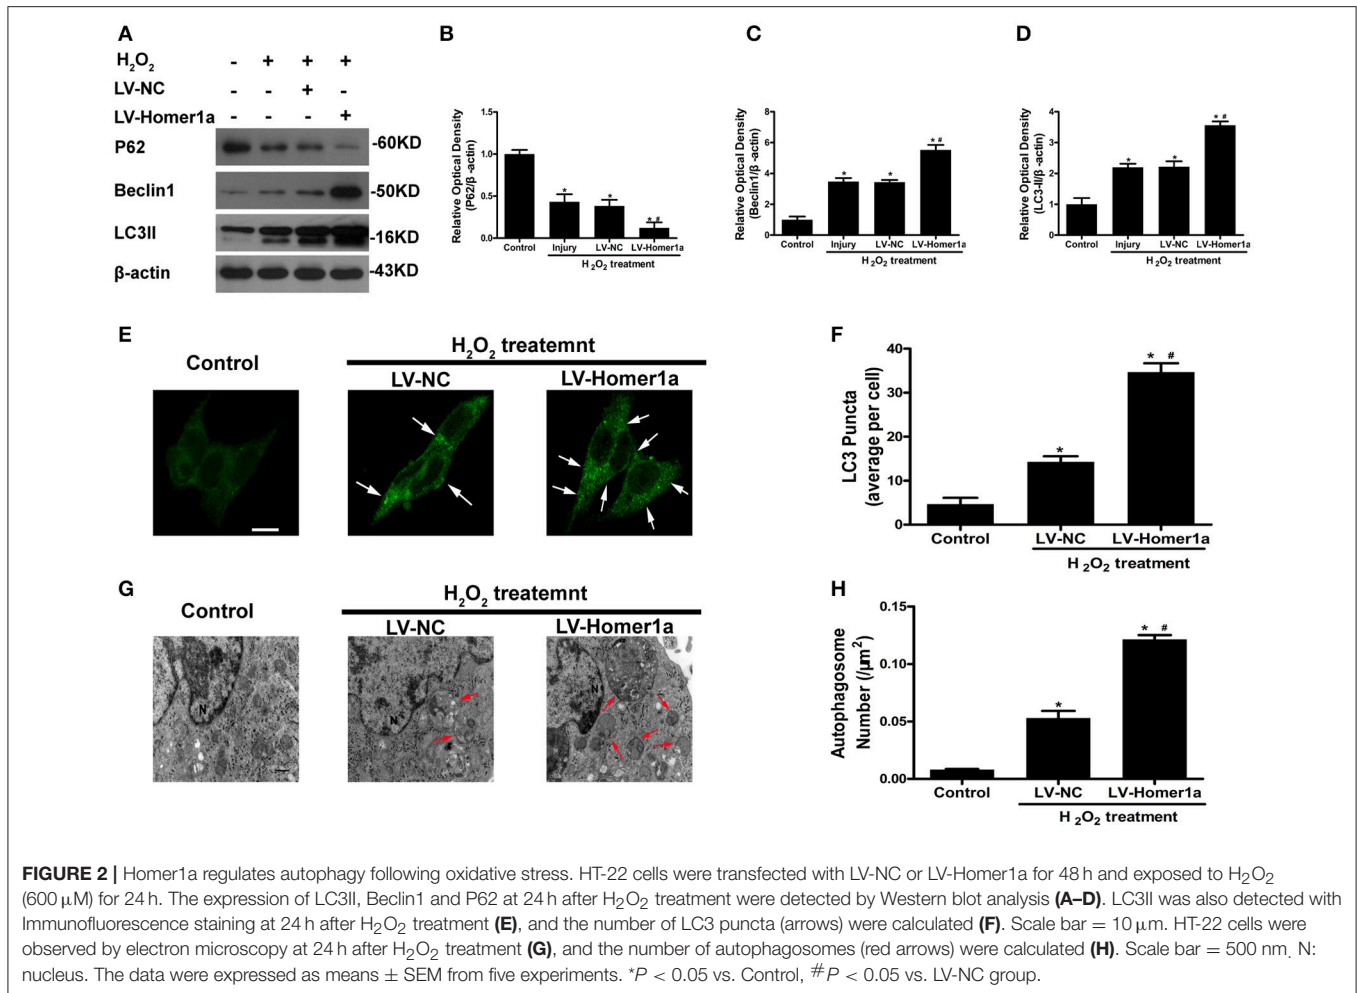 A
H₂O₂ - + + +
LV-NC - - + -
LV-Homer1a - - - +
P62 -60KD
Beclin1 -50KD
LC3II -16KD
β-actin -43KD
B
Relative Optical Density
(P62/β -actin)
1.5
1.0
0.5
0.0
* * * #
Control Injury LV-NC LV-Homer1a
H ₂O₂ treatment
C
Relative Optical Density
(Beclin1/β -actin)
8
6
4
2
0
* * * #
Control Injury LV-NC LV-Homer1a
H ₂O₂ treatment
D
Relative Optical Density
(LC3-II/β -actin)
4
3
2
1
0
* * * #
Control Injury LV-NC LV-Homer1a
H ₂O₂ treatment
E
Control
H₂O₂ treatemnt
LV-NC LV-Homer1a
F
LC3 Puncta
(average per cell)
40
30
20
10
0
* * #
Control LV-NC LV-Homer1a
H ₂O₂ treatment
G
Control
H₂O₂ treatemnt
LV-NC LV-Homer1a
N N N
H
Autophagosome
Number (/μm²)
0.15
0.10
0.05
0.00
* * #
Control LV-NC LV-Homer1a
H ₂O₂ treatment
FIGURE 2 | Homer1a regulates autophagy following oxidative stress. HT-22 cells were transfected with LV-NC or LV-Homer1a for 48 h and exposed to H₂O₂
(600 μM) for 24 h. The expression of LC3II, Beclin1 and P62 at 24 h after H₂O₂ treatment were detected by Western blot analysis (A–D). LC3II was also detected with
Immunofluorescence staining at 24 h after H₂O₂ treatment (E), and the number of LC3 puncta (arrows) were calculated (F). Scale bar = 10 μm. HT-22 cells were
observed by electron microscopy at 24 h after H₂O₂ treatment (G), and the number of autophagosomes (red arrows) were calculated (H). Scale bar = 500 nm. N:
nucleus. The data were expressed as means ± SEM from five experiments. *P < 0.05 vs. Control, #P < 0.05 vs. LV-NC group.